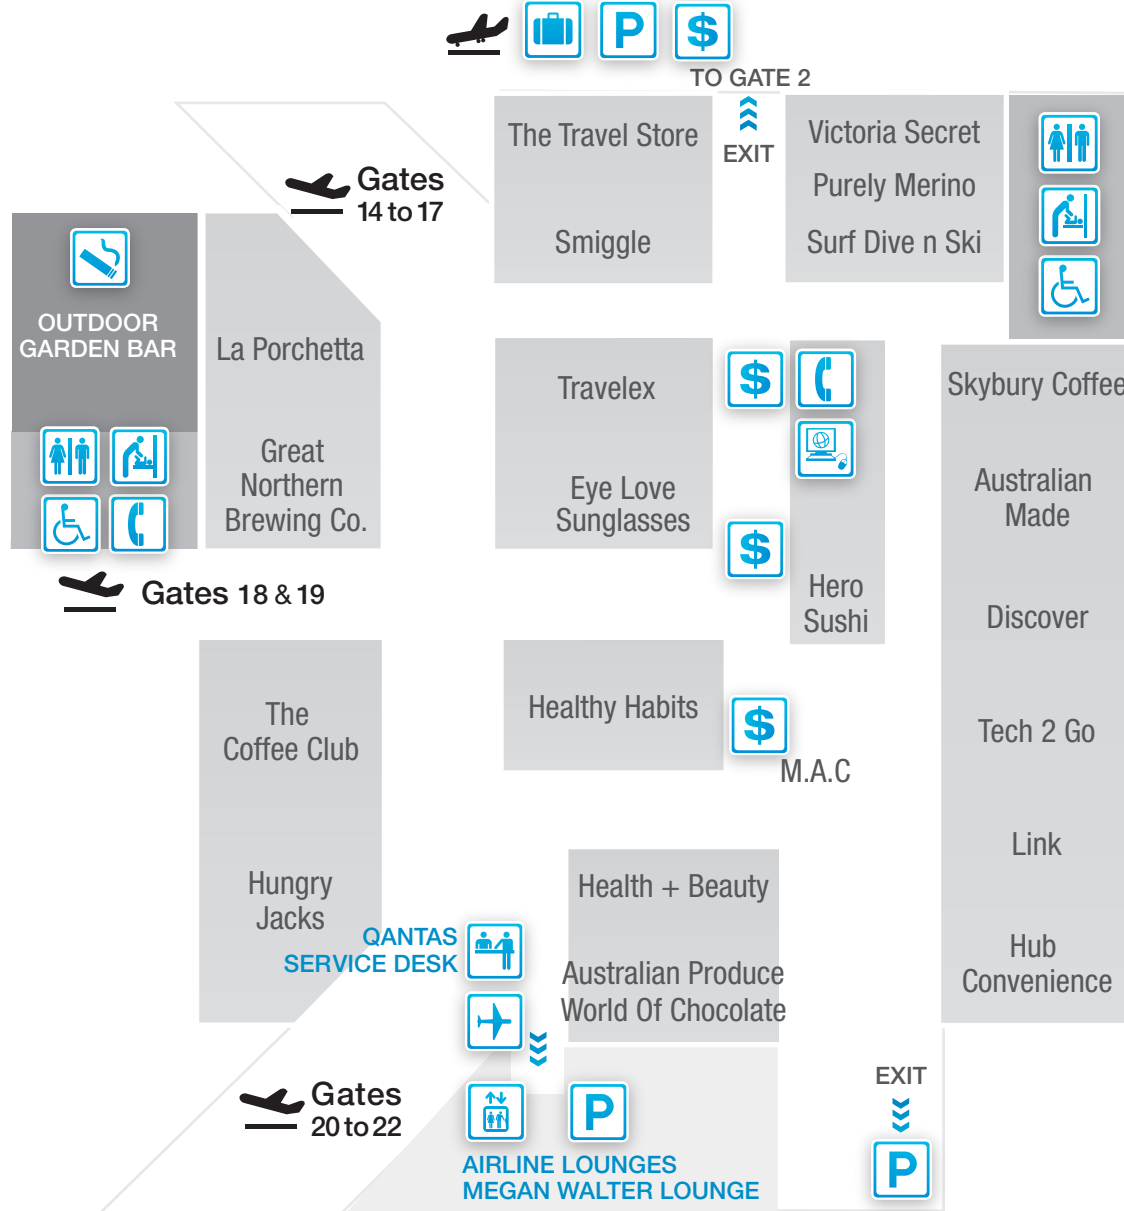 P
$
TO GATE 2
EXIT
The Travel Store
Smiggle
Victoria Secret
Purely Merino
Surf Dive n Ski
Gates
14 to 17
OUTDOOR
GARDEN BAR
La Porchetta
Great
Northern
Brewing Co.
Travelex
Eye Love
Sunglasses
$
$
Hero
Sushi
Skybury Coffee
Australian
Made
Discover
Tech 2 Go
Link
Hub
Convenience
Gates 18 & 19
The
Coffee Club
Hungry
Jacks
Healthy Habits
$
M.A.C
Health + Beauty
Australian Produce
World Of Chocolate
QANTAS
SERVICE DESK
Gates
20 to 22
P
AIRLINE LOUNGES
MEGAN WALTER LOUNGE
EXIT
P